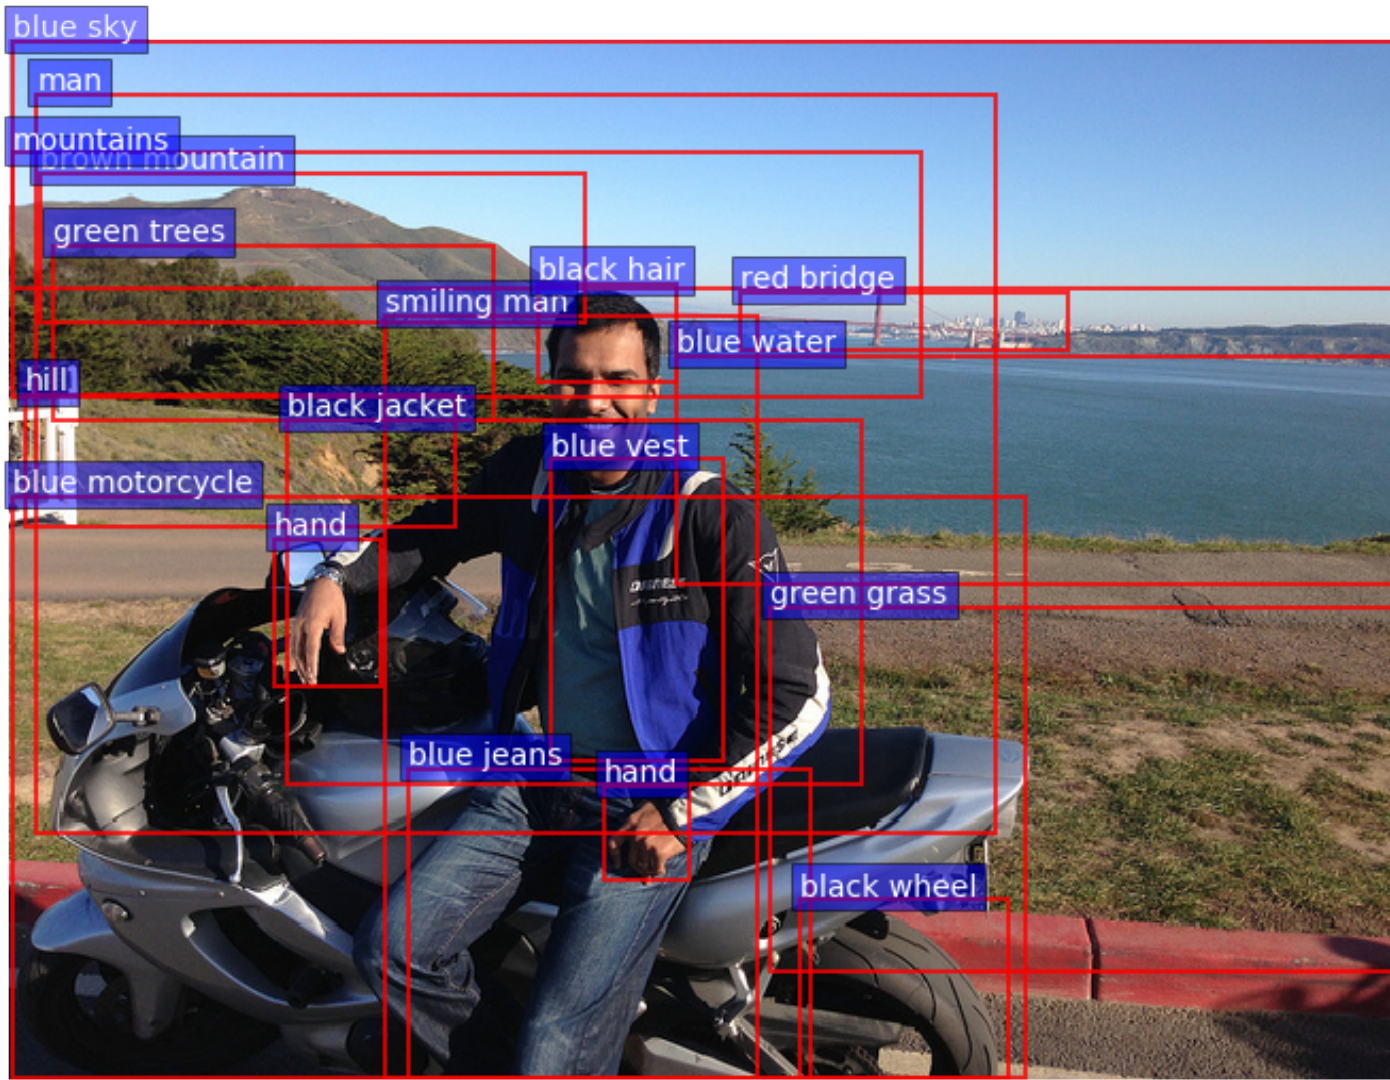 blue sky
man
mountains
brown mountain
green trees
black hair
red bridge
smiling man
blue water
hill
black jacket
blue vest
blue motorcycle
hand
green grass
blue jeans
hand
black wheel